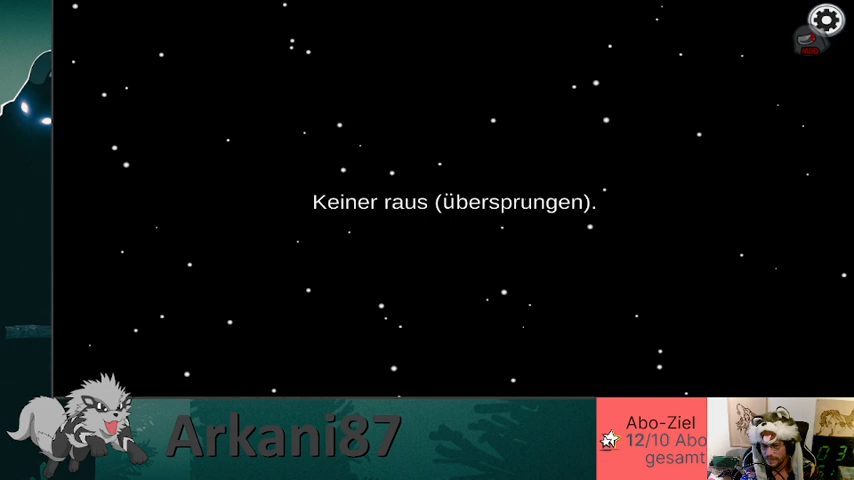 Keiner raus (übersprungen).
Arkani87
Abo-Ziel
12/10 Abo
gesamt